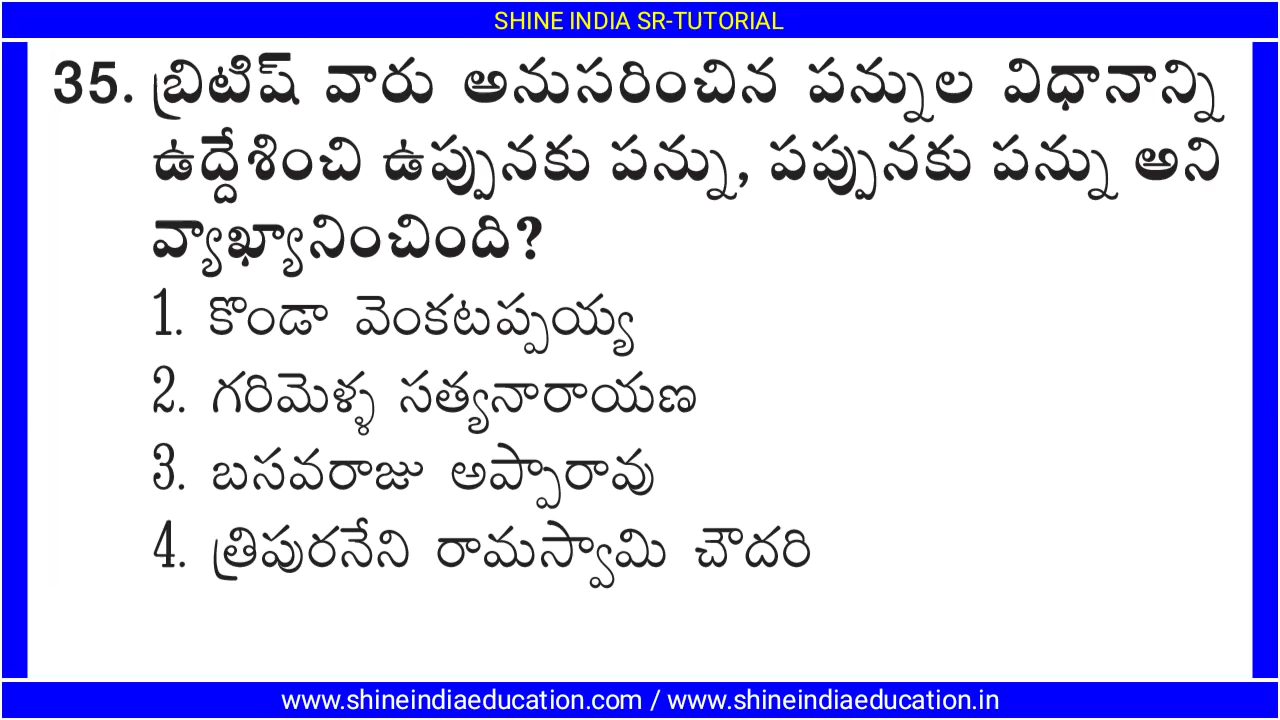 SHINE INDIA SR-TUTORIAL
35. బ్రిటిష్ వారు అనుసరించిన పన్నుల విధానాన్ని
ఉద్దేశించి ఉప్పునకు పన్ను, పప్పునకు పన్ను అని
వ్యాఖ్యానించింది?
1. కొండా వెంకటప్పయ్య
2. గరిమెళ్ళ సత్యనారాయణ
3. బసవరాజు అప్పారావు
4. త్రిపురనేని రామస్వామి చౌదరి
www.shineindiaeducation.com / www.shineindiaeducation.in